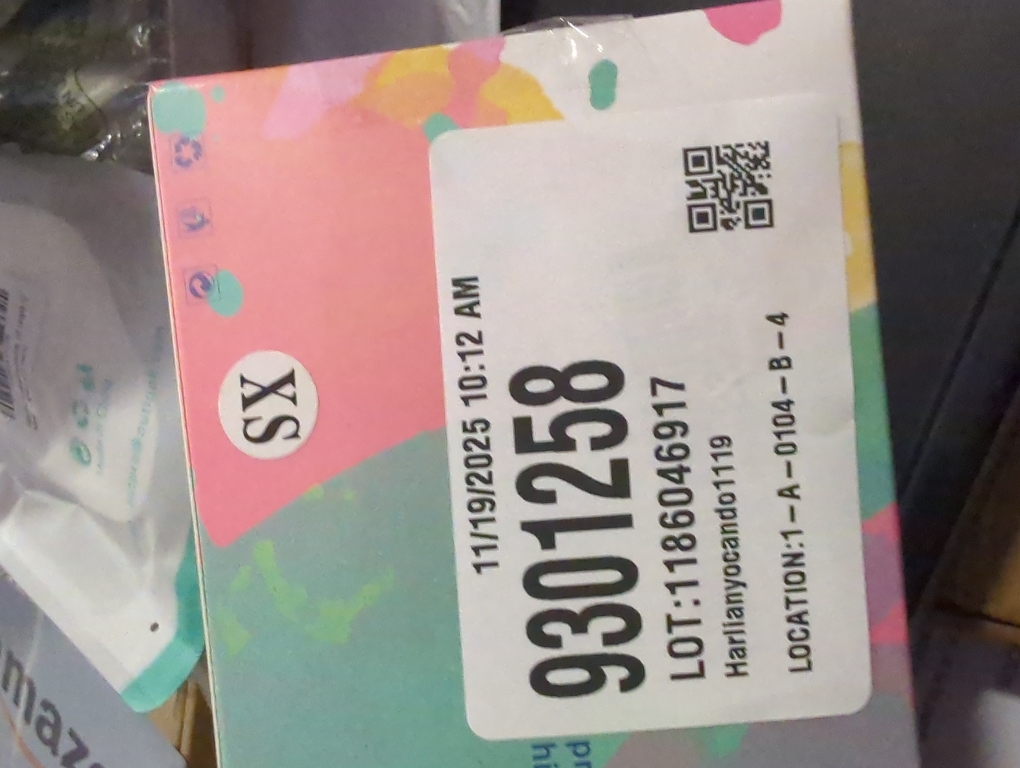 SX
11/19/2025 10:12 AM
9301258
LOT:1186046917
Harlianyocando1119
LOCATION:1-A-0104-B-4